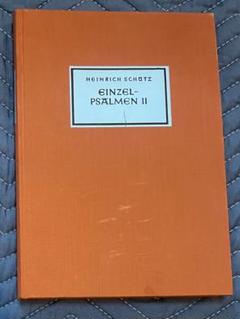 HEINRICH SCHÜTZ
EINZEL-
PSALMEN II